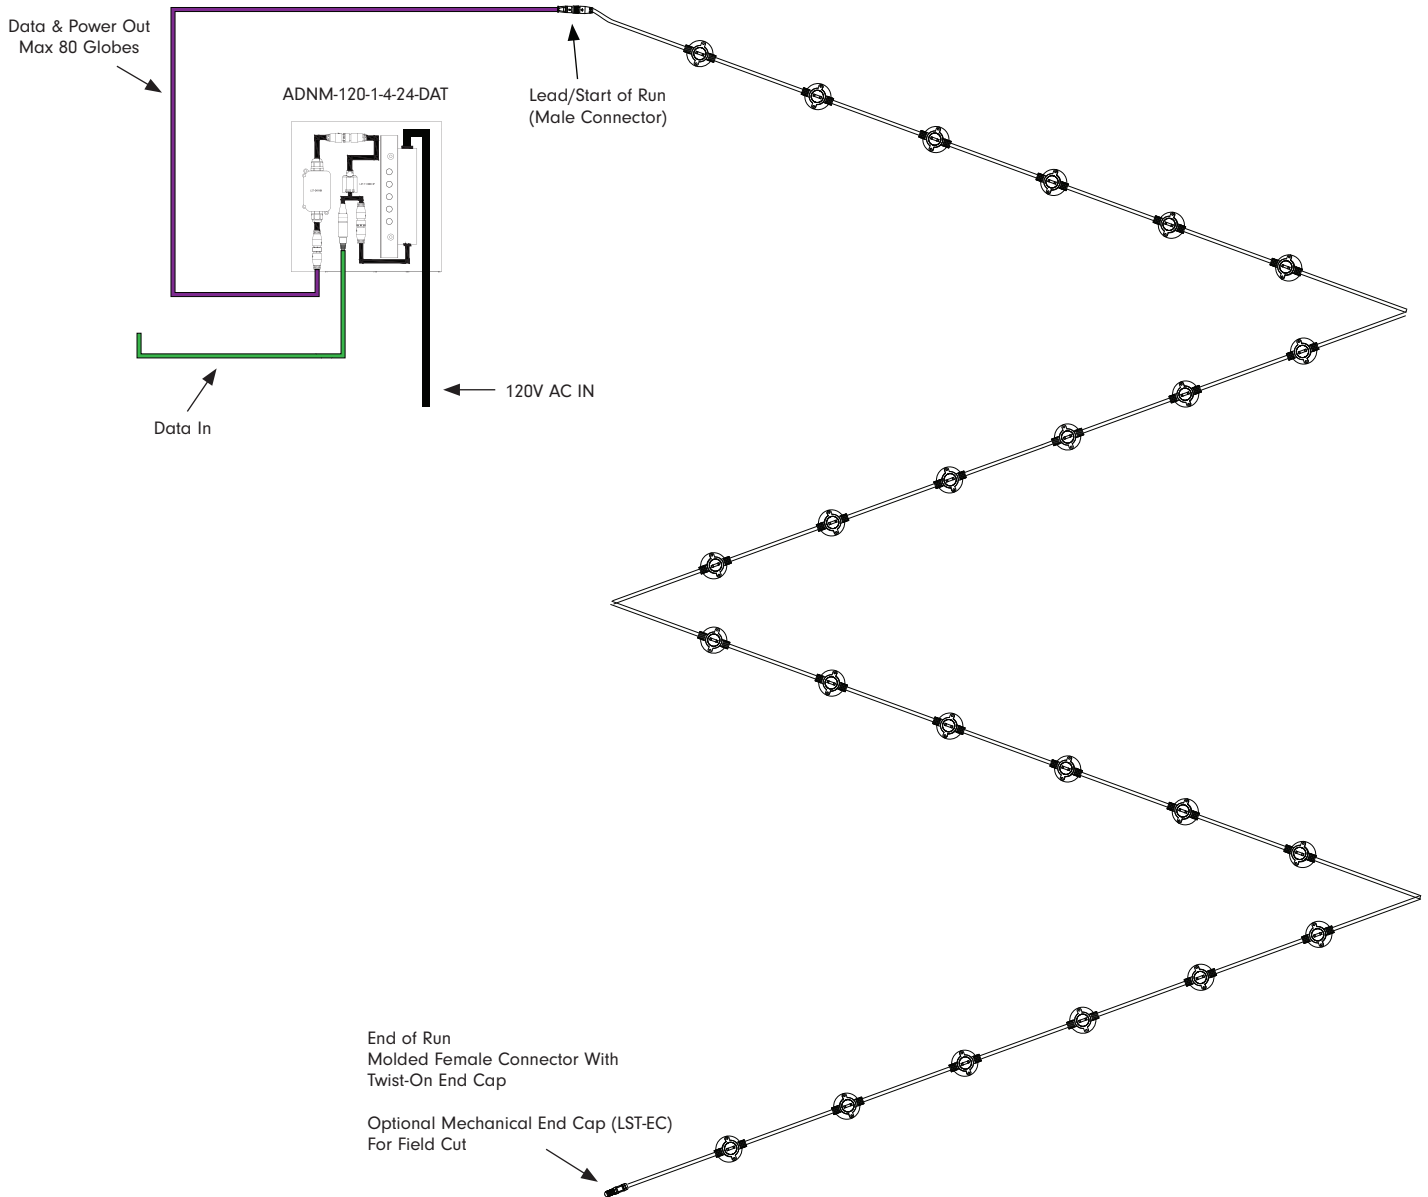 Data & Power Out
Max 80 Globes
ADNM-120-1-4-24-DAT
Lead/Start of Run
(Male Connector)
120V AC IN
Data In
End of Run
Molded Female Connector With
Twist-On End Cap
Optional Mechanical End Cap (LST-EC)
For Field Cut